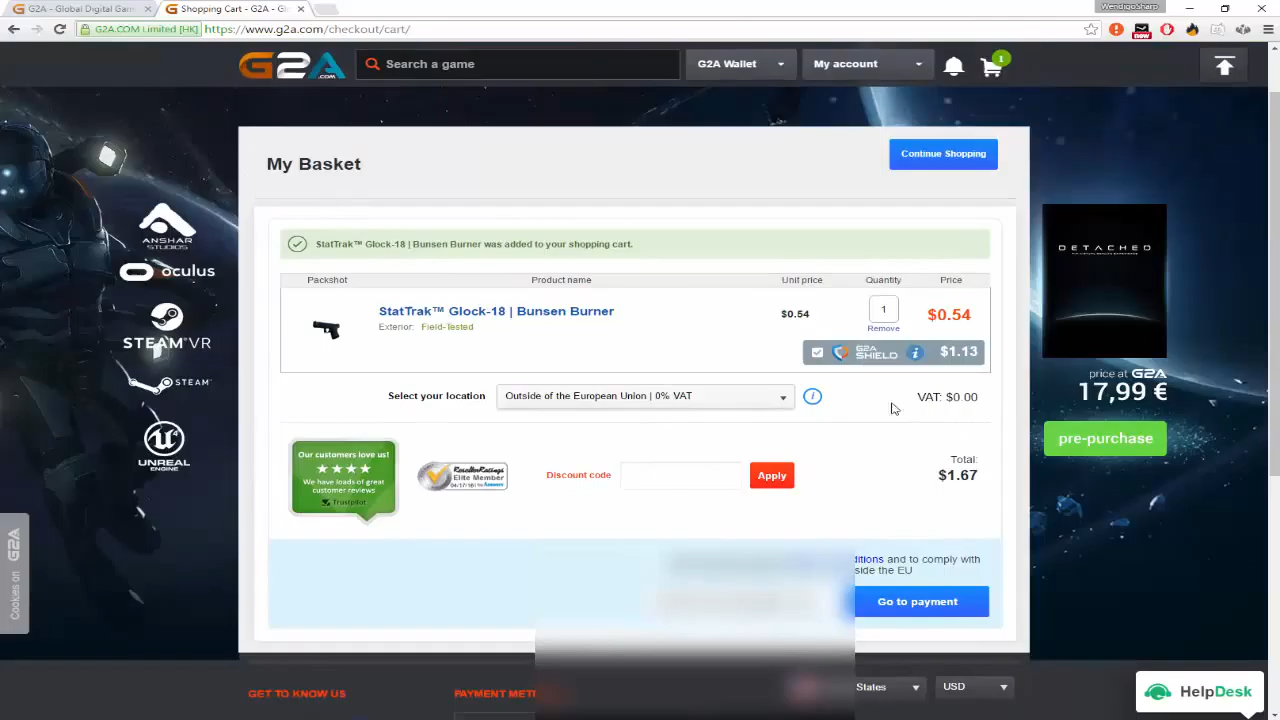 WendigoSharp
G2A - Global Digital Gam
Shopping Cart - G2A - Gl
G2A.COM Limited [HK] https://www.g2a.com/checkout/cart/
now
G2A.COM
Search a game
G2A Wallet
My account
1
My Basket
Continue Shopping
StatTrak™ Glock-18 | Bunsen Burner was added to your shopping cart.
Packshot Product name Unit price Quantity Price
StatTrak™ Glock-18 | Bunsen Burner
Exterior: Field-Tested
$0.54
1
Remove
$0.54
G2A SHIELD
$1.13
Select your location
Outside of the European Union | 0% VAT
VAT: $0.00
Our customers love us!
We have loads of great
customer reviews
Trustpilot
ResellerRatings
Elite Member
Discount code
Apply
Total:
$1.67
ditions and to comply with
side the EU
Go to payment
ANSHAR
STUDIOS
oculus
STEAM®VR
STEAM
UNREAL
ENGINE
DETACHED
price at G2A
17,99 €
pre-purchase
Cookies on G2A
GET TO KNOW US
PAYMENT METH
States
USD
HelpDesk